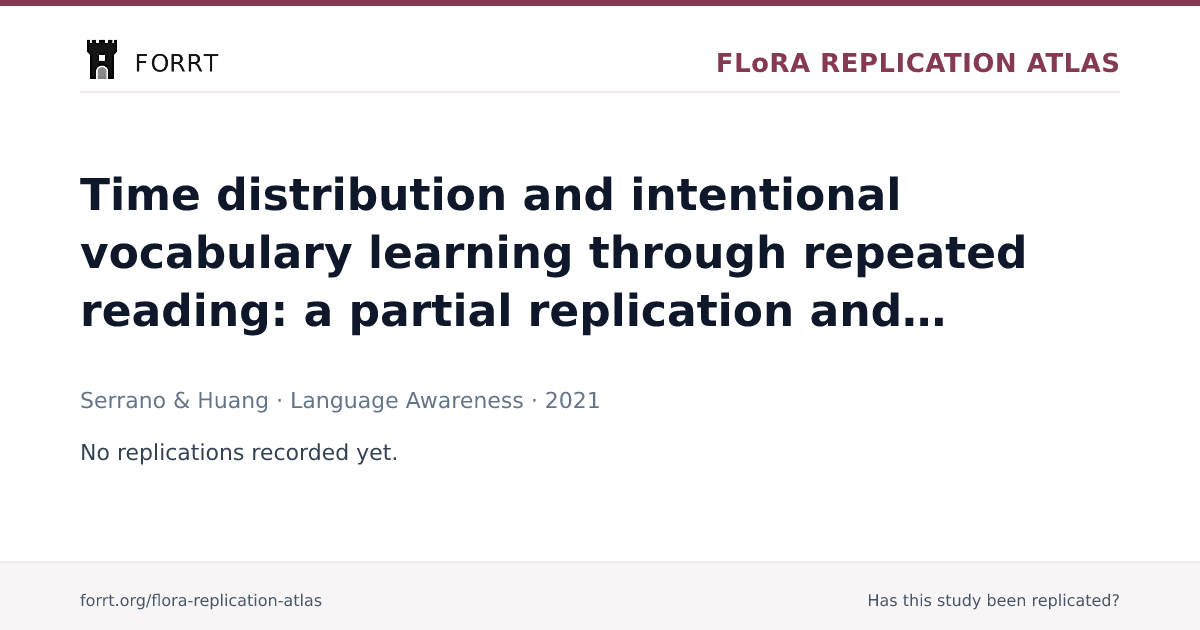 FORRT
FLoRA REPLICATION ATLAS
Time distribution and intentional
vocabulary learning through repeated
reading: a partial replication and…
Serrano & Huang · Language Awareness · 2021
No replications recorded yet.
forrt.org/flora-replication-atlas
Has this study been replicated?